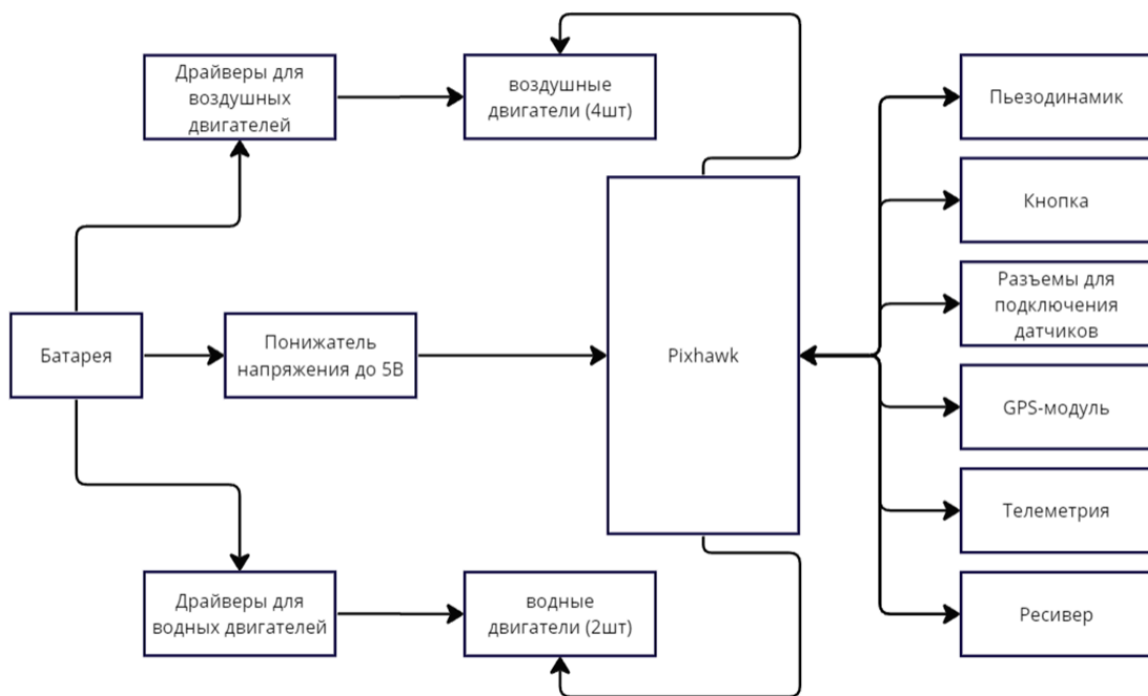 Драйверы для
воздушных
двигателей
воздушные
двигатели (4шт)
Пьезодинамик
Кнопка
Разъемы для
подключения
датчиков
Батарея
Понижатель
напряжения до 5В
Pixhawk
GPS-модуль
Телеметрия
Драйверы для
водных двигателей
водные
двигатели (2шт)
Ресивер